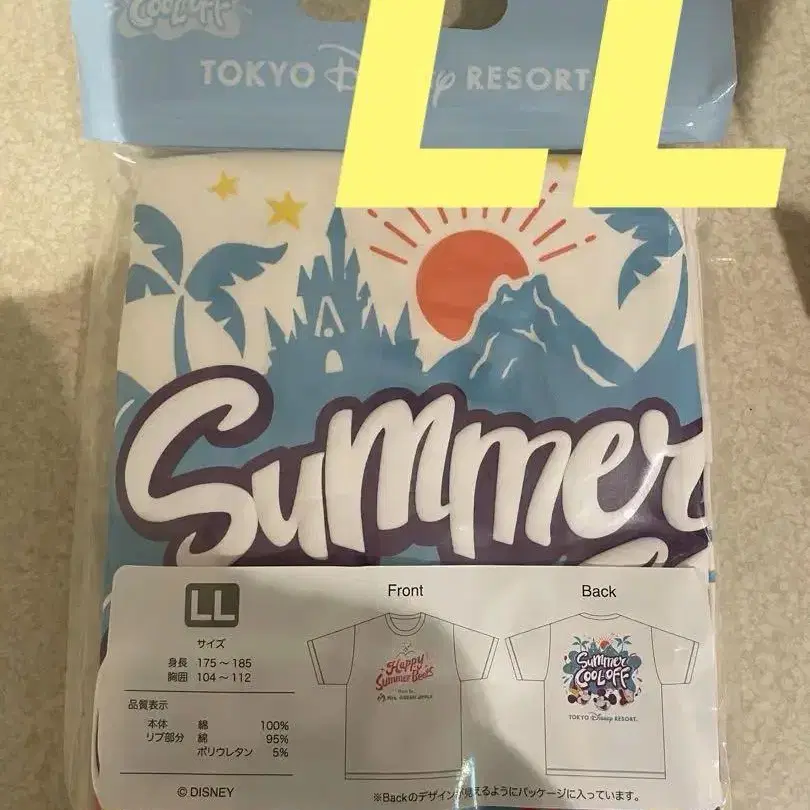 COOL OFF
TOKYO Disney RESORT
LL
Summer
LL
サイズ
身長 175～185
胸囲 104～112
品質表示
本体 綿 100%
リブ部分 綿 95%
ポリウレタン 5%
© DISNEY
Front
Happy
Summer Days
Back
Summer
COOL OFF
TOKYO Disney RESORT.
※Backのデザインが見えるようにパッケージに入っています。